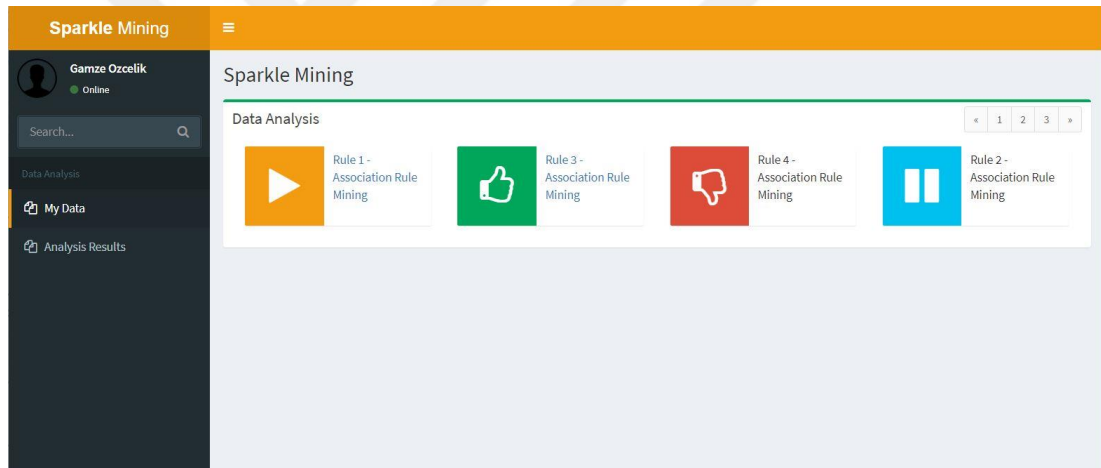 Sparkle Mining
Gamze Ozcelik
Online
Search...
Data Analysis
My Data
Analysis Results
Sparkle Mining
Data Analysis
« 1 2 3 »
Rule 1 -
Association Rule
Mining
Rule 3 -
Association Rule
Mining
Rule 4 -
Association Rule
Mining
Rule 2 -
Association Rule
Mining